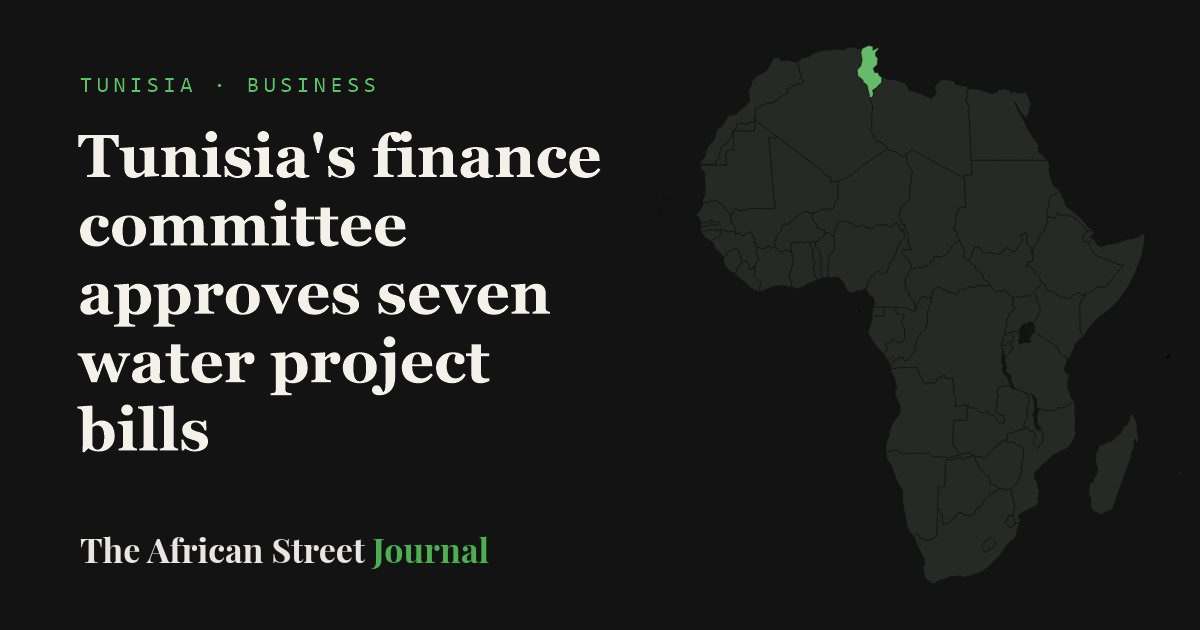 TUNISIA · BUSINESS
Tunisia's finance
committee
approves seven
water project
bills
The African Street Journal